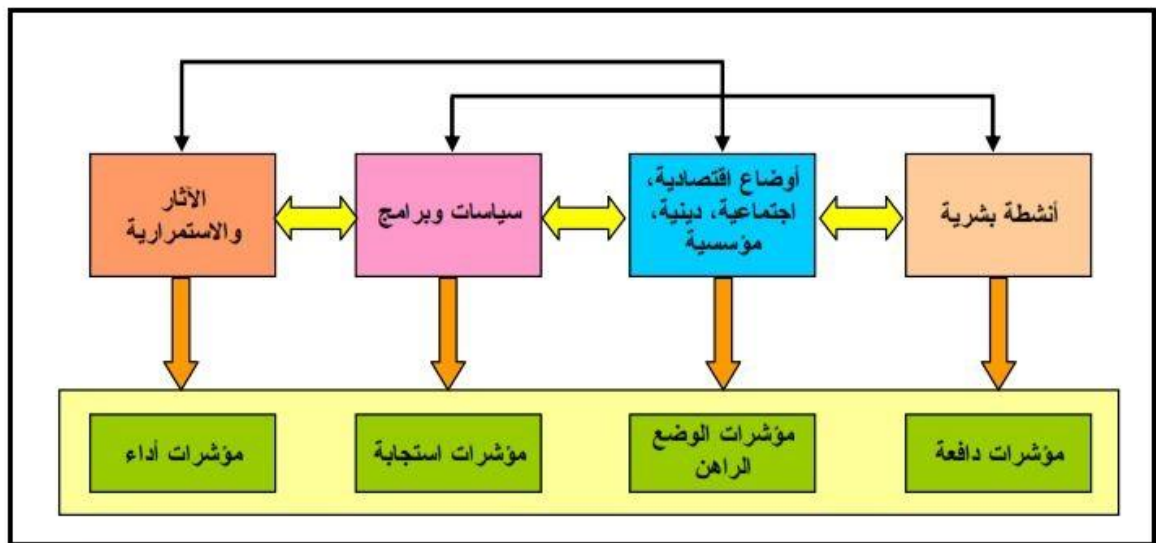 أنشطة بشرية
أوضاع اقتصادية،
اجتماعية، دينية،
مؤسسية
سياسات وبرامج
الآثار
والاستمرارية
مؤشرات دافعة
مؤشرات الوضع
الراهن
مؤشرات استجابة
مؤشرات أداء